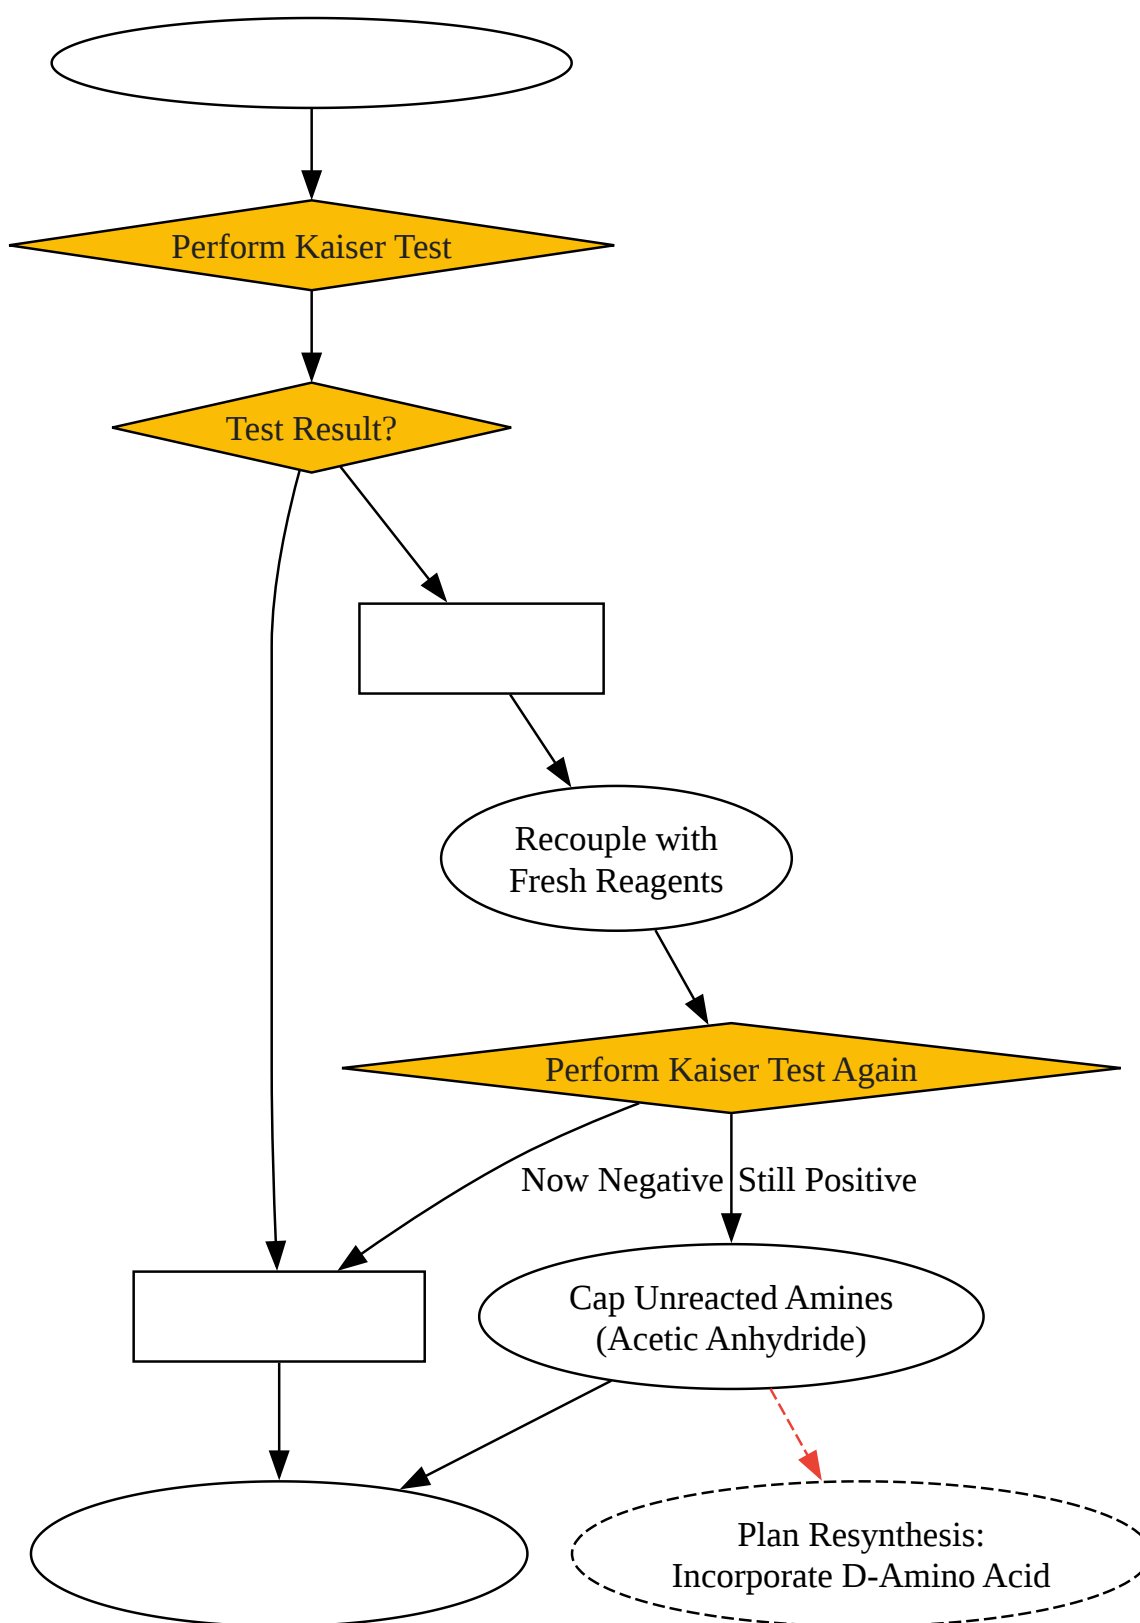 Perform Kaiser Test
Test Result?
Recouple with
Fresh Reagents
Perform Kaiser Test Again
Now Negative
Still Positive
Cap Unreacted Amines
(Acetic Anhydride)
Plan Resynthesis:
Incorporate D-Amino Acid